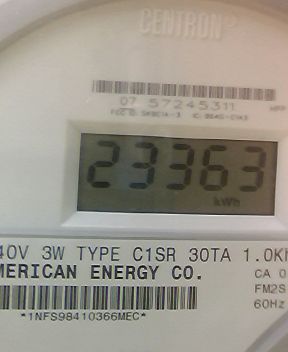 CENTRON®
07 57245311
23363
kWh
40V 3W TYPE C1SR 30TA 1.0K
MERICAN ENERGY CO.
CA 0
FM2S
60Hz
*1NFS98410366MEC*